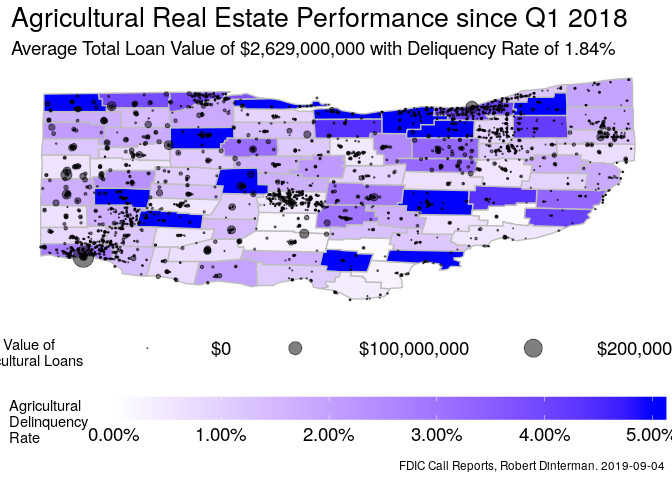 Agricultural Real Estate Performance since Q1 2018
Average Total Loan Value of $2,629,000,000 with Deliquency Rate of 1.84%
Value of
cultural Loans
$0 $100,000,000 $200,000
Agricultural
Delinquency
Rate
0.00% 1.00% 2.00% 3.00% 4.00% 5.00%
FDIC Call Reports, Robert Dinterman. 2019-09-04